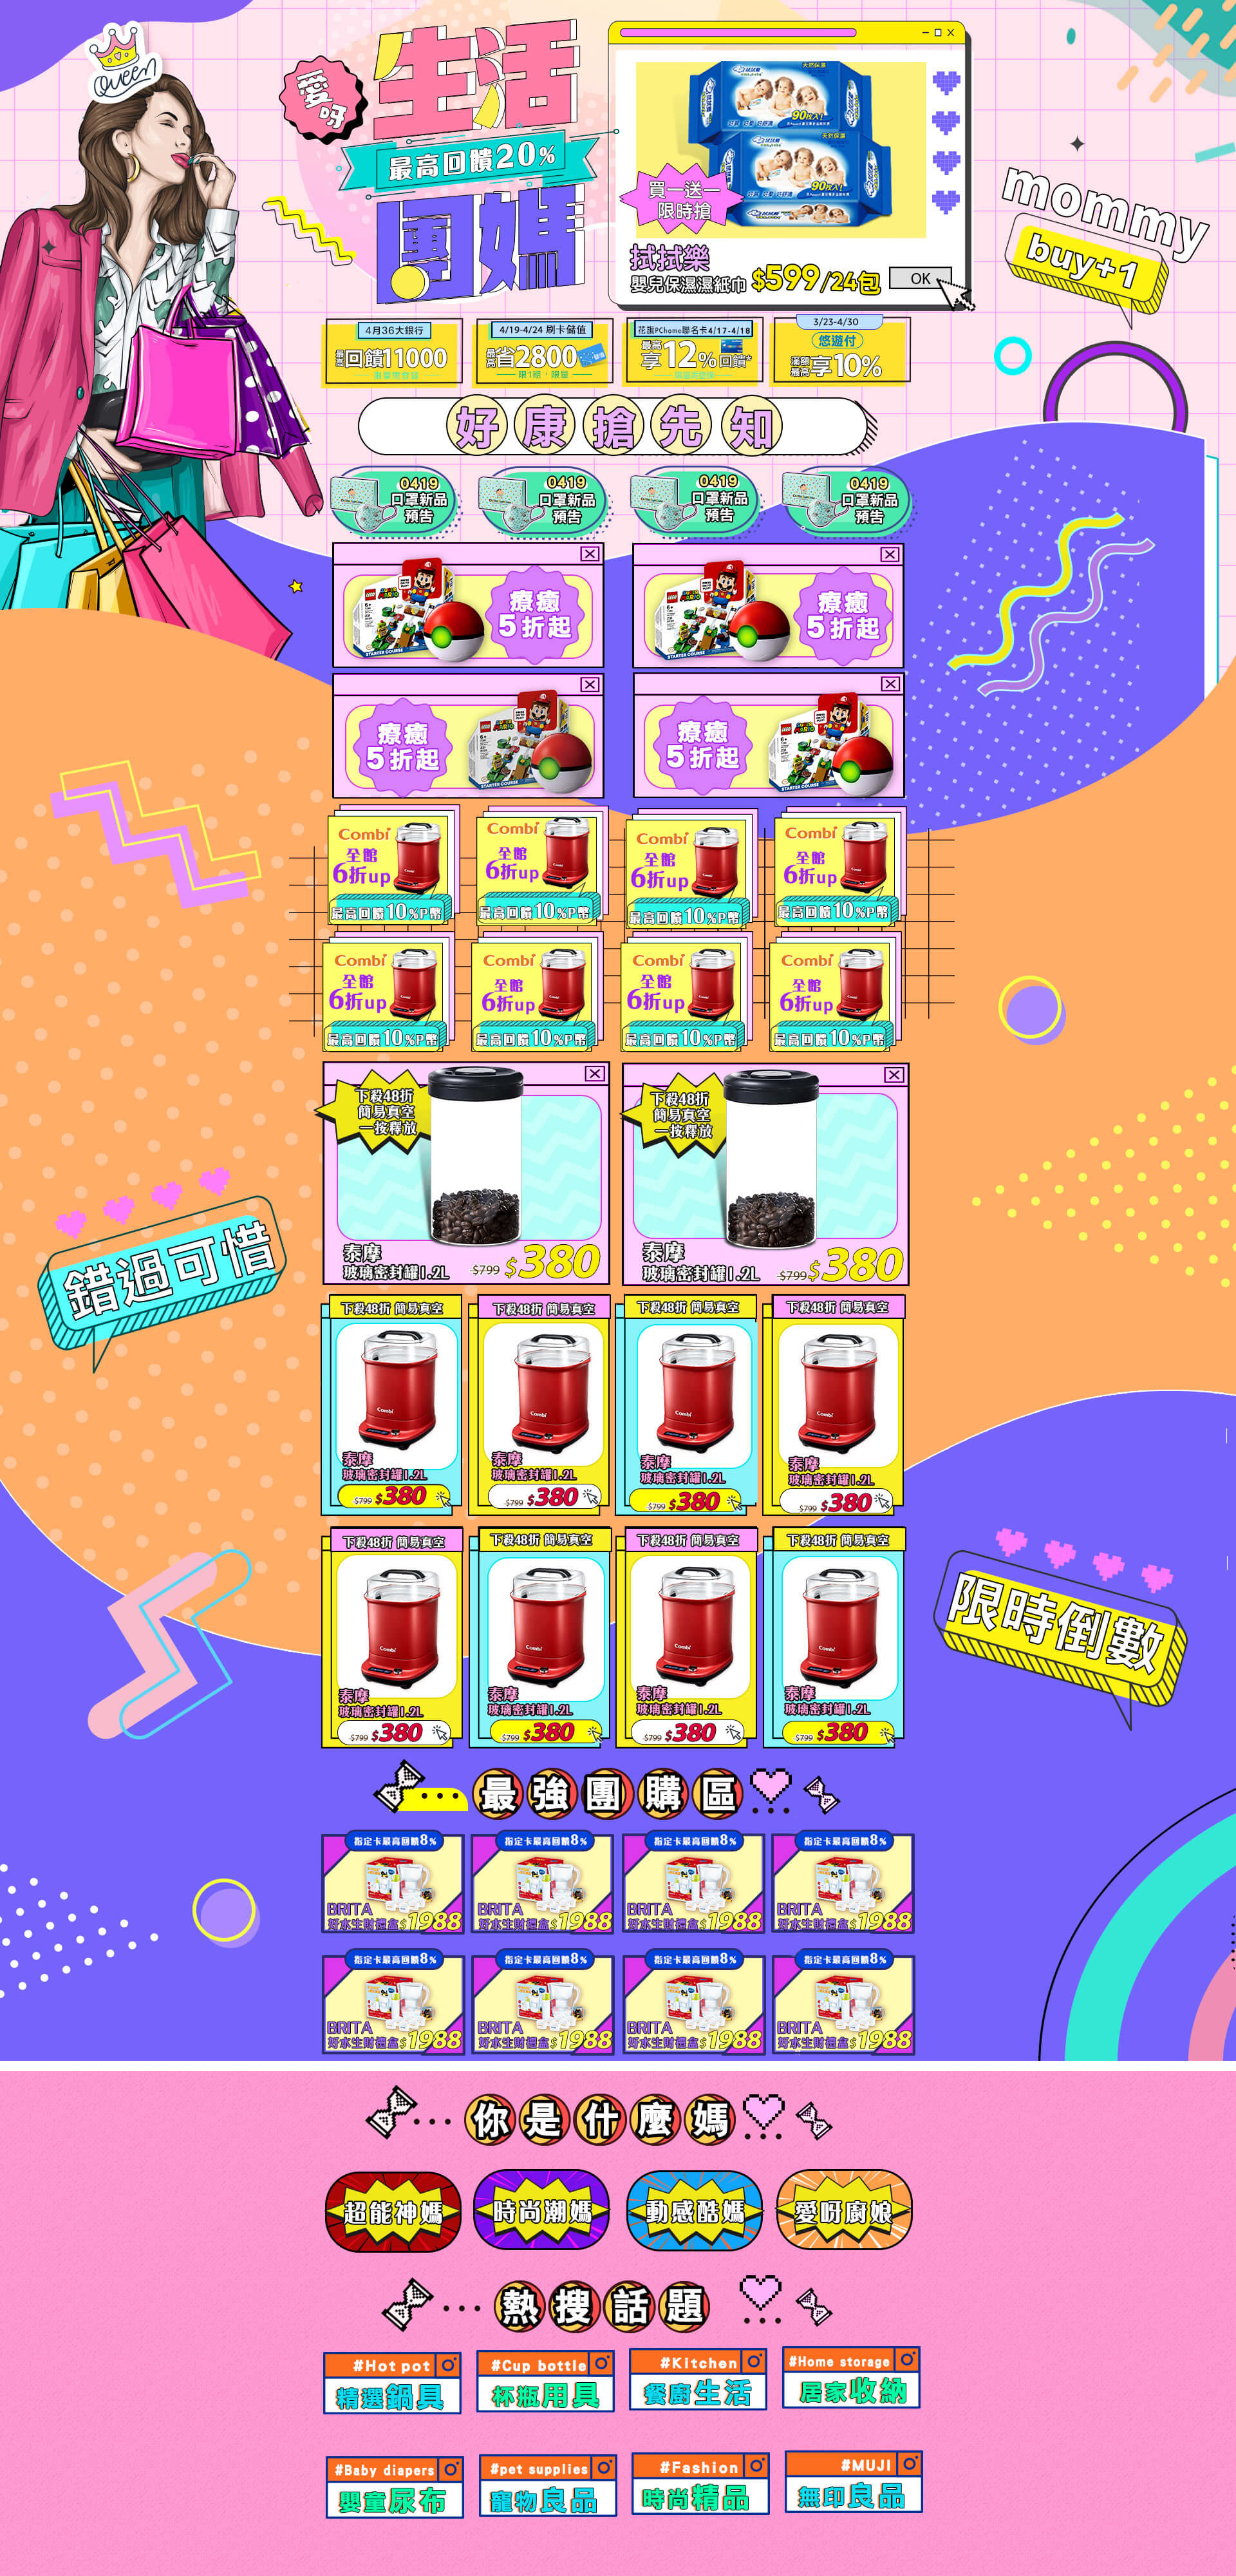 Queen
愛呀
生活
最高回饋20%
團媽
買一送一
限時搶
拭拭樂
嬰兒保濕濕紙巾 $599/24包
OK
mommy
buy+1
4月36大銀行
最高回饋11000
4/19-4/24 刷卡儲值
最高省2800
限1期，限量
花旗PChome聯名卡4/17-4/18
最高享12%回饋*
3/23-4/30
悠遊付
滿額最高享10%
好康搶先知
0419
口罩新品
預告
0419
口罩新品
預告
0419
口罩新品
預告
0419
口罩新品
預告
療癒
5折起
療癒
5折起
療癒
5折起
療癒
5折起
Combi
全館
6折up
最高回饋10%P幣
Combi
全館
6折up
最高回饋10%P幣
Combi
全館
6折up
最高回饋10%P幣
Combi
全館
6折up
最高回饋10%P幣
Combi
全館
6折up
最高回饋10%P幣
Combi
全館
6折up
最高回饋10%P幣
Combi
全館
6折up
最高回饋10%P幣
Combi
全館
6折up
最高回饋10%P幣
下殺48折
簡易真空
一按釋放
泰摩
玻璃密封罐1.2L $799 $380
下殺48折
簡易真空
一按釋放
泰摩
玻璃密封罐1.2L $799 $380
錯過可惜
下殺48折 簡易真空
Combi
泰摩
玻璃密封罐1.2L
$799 $380
下殺48折 簡易真空
Combi
泰摩
玻璃密封罐1.2L
$799 $380
下殺48折 簡易真空
Combi
泰摩
玻璃密封罐1.2L
$799 $380
下殺48折 簡易真空
Combi
泰摩
玻璃密封罐1.2L
$799 $380
下殺48折 簡易真空
Combi
泰摩
玻璃密封罐1.2L
$799 $380
下殺48折 簡易真空
Combi
泰摩
玻璃密封罐1.2L
$799 $380
下殺48折 簡易真空
Combi
泰摩
玻璃密封罐1.2L
$799 $380
下殺48折 簡易真空
Combi
泰摩
玻璃密封罐1.2L
$799 $380
限時倒數
最強團購區
指定卡最高回饋8%
BRITA
好水生財禮盒$1988
指定卡最高回饋8%
BRITA
好水生財禮盒$1988
指定卡最高回饋8%
BRITA
好水生財禮盒$1988
指定卡最高回饋8%
BRITA
好水生財禮盒$1988
指定卡最高回饋8%
BRITA
好水生財禮盒$1988
指定卡最高回饋8%
BRITA
好水生財禮盒$1988
指定卡最高回饋8%
BRITA
好水生財禮盒$1988
指定卡最高回饋8%
BRITA
好水生財禮盒$1988
你是什麼媽
超能神媽
時尚潮媽
動感酷媽
愛呀廚娘
熱搜話題
#Hot pot
精選鍋具
#Cup bottle
杯瓶用具
#Kitchen
餐廚生活
#Home storage
居家收納
#Baby diapers
嬰童尿布
#pet supplies
寵物良品
#Fashion
時尚精品
#MUJI
無印良品